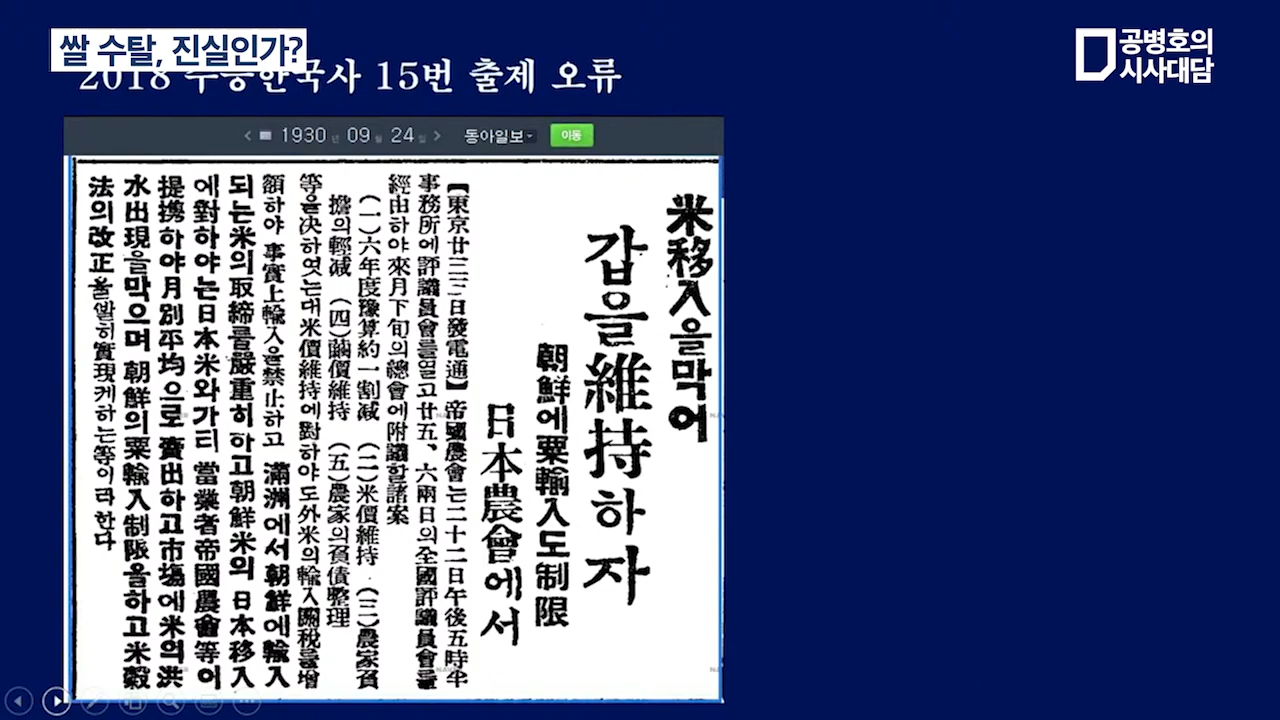 쌀 수탈, 진실인가?
2018 수능한국사 15번 출제 오류
공병호의
시사대담
1930년 09월 24일 동아일보 이동
米移入을막어
갑을維持하자
朝鮮에粟輸入도制限
日本農會에서
【東京廿三日發電通】帝國農會는二十二日午後五時半
事務所에評議員會를열고廿五、六兩日의全國評議員會를
經由하야來月下旬의總會에附議할諸案
(一)六年度豫算約一割減 (二)米價維持 (三)農家負
擔의輕減 (四)繭價維持 (五)農家의負債整理
等을決하엿는대米價維持에對하야도外米의輸入關稅를增
額하야 事實上輸入을禁止하고 滿洲에서朝鮮에輸入
되는米의取締를嚴重히하고朝鮮米의 日本移入
에對하야는日本米와가티 當業者帝國農會等이
提携하야月別平均으로 賣出하고市場에米의洪
水出現을막으며 朝鮮의粟輸入制限을하고米穀
法의改正을速히實現케하는等이라한다